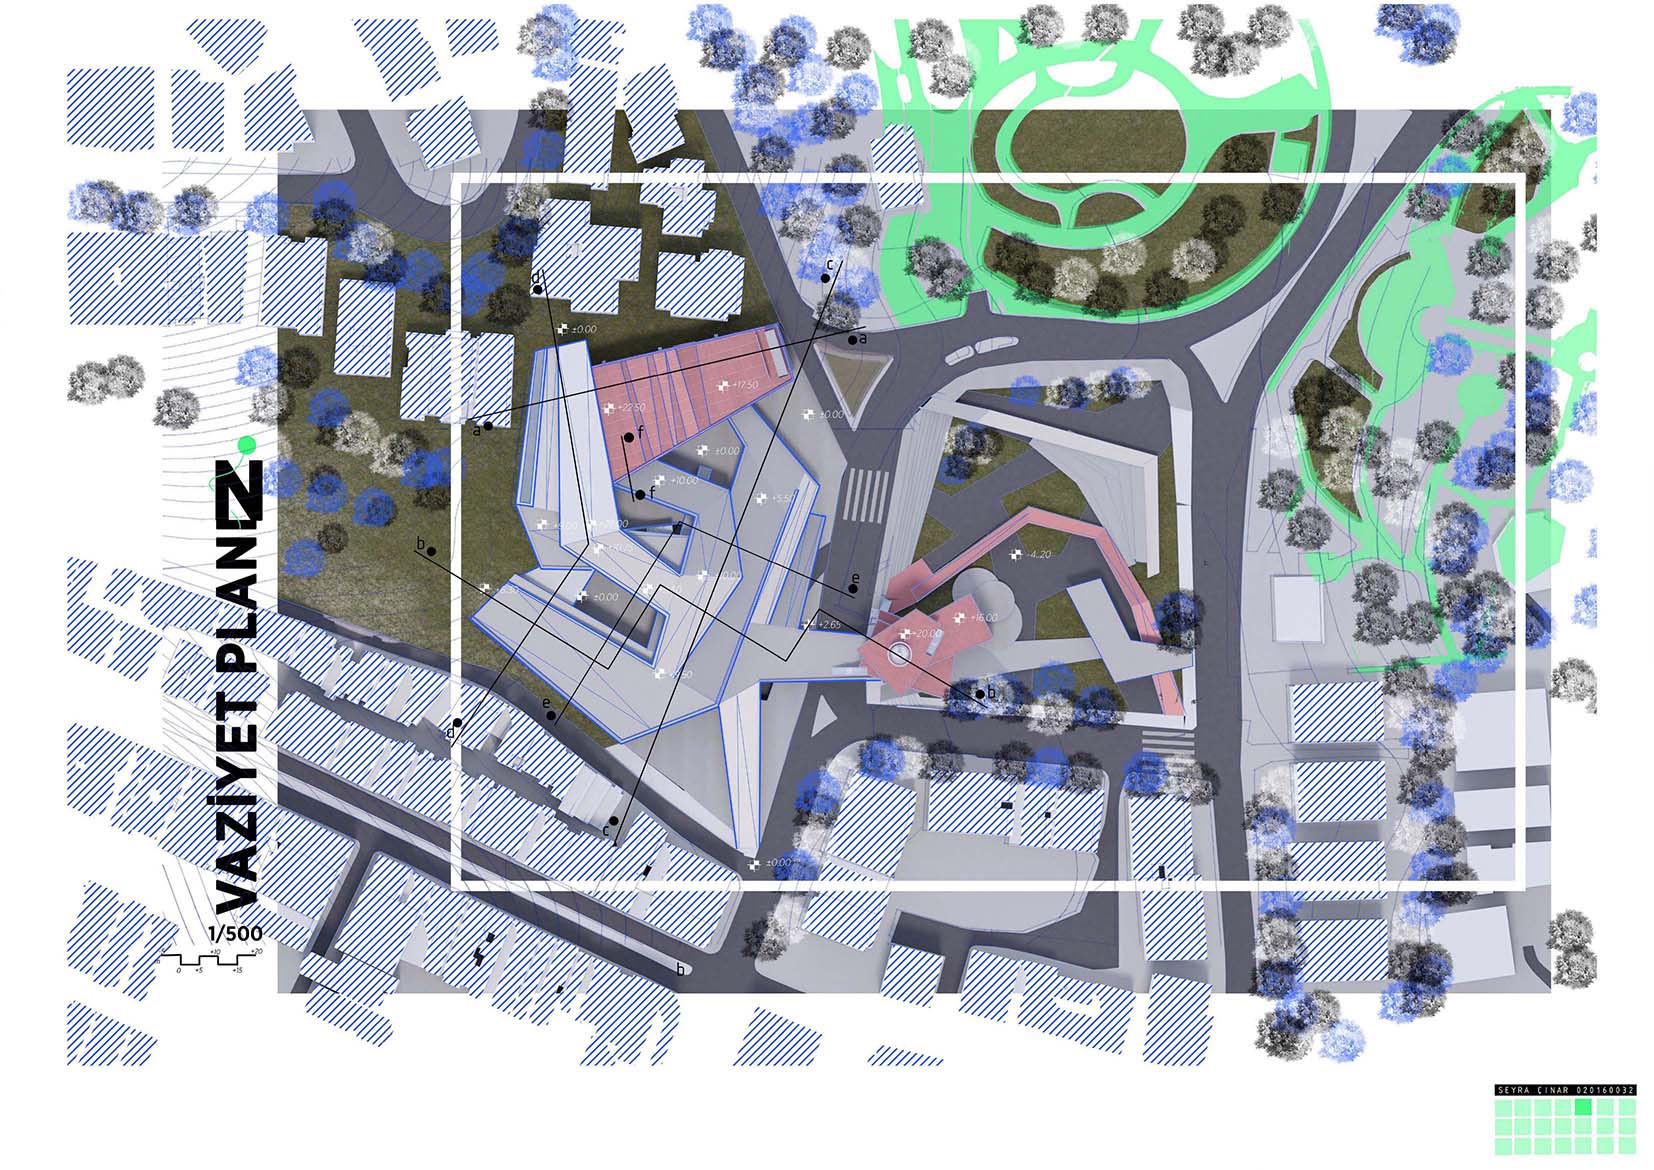 VAZİYET PLANI
1/500
0
+5
+10
+15
+20
d
c
a
±0.00
+17.50
+22.50
±0.00
f
a
±0.00
+10.00
f
+5.50
b
-4.20
e
±0.00
+16.00
+2.65
+20.00
b
e
d
c
±0.00
b
SEYRA ÇINAR 020160032